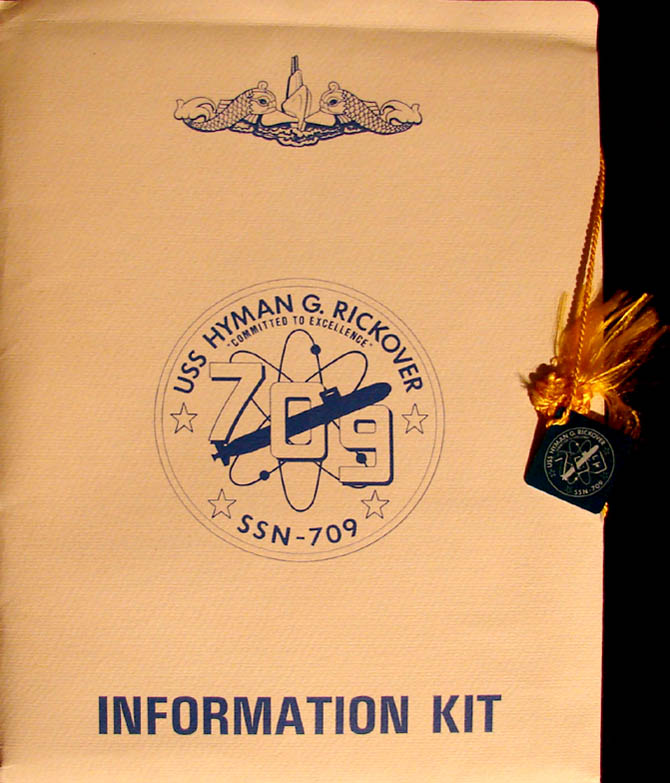 USS HYMAN G. RICKOVER
"COMMITTED TO EXCELLENCE"
709
SSN-709
USS HYMAN G. RICKOVER
SSN-709
INFORMATION KIT